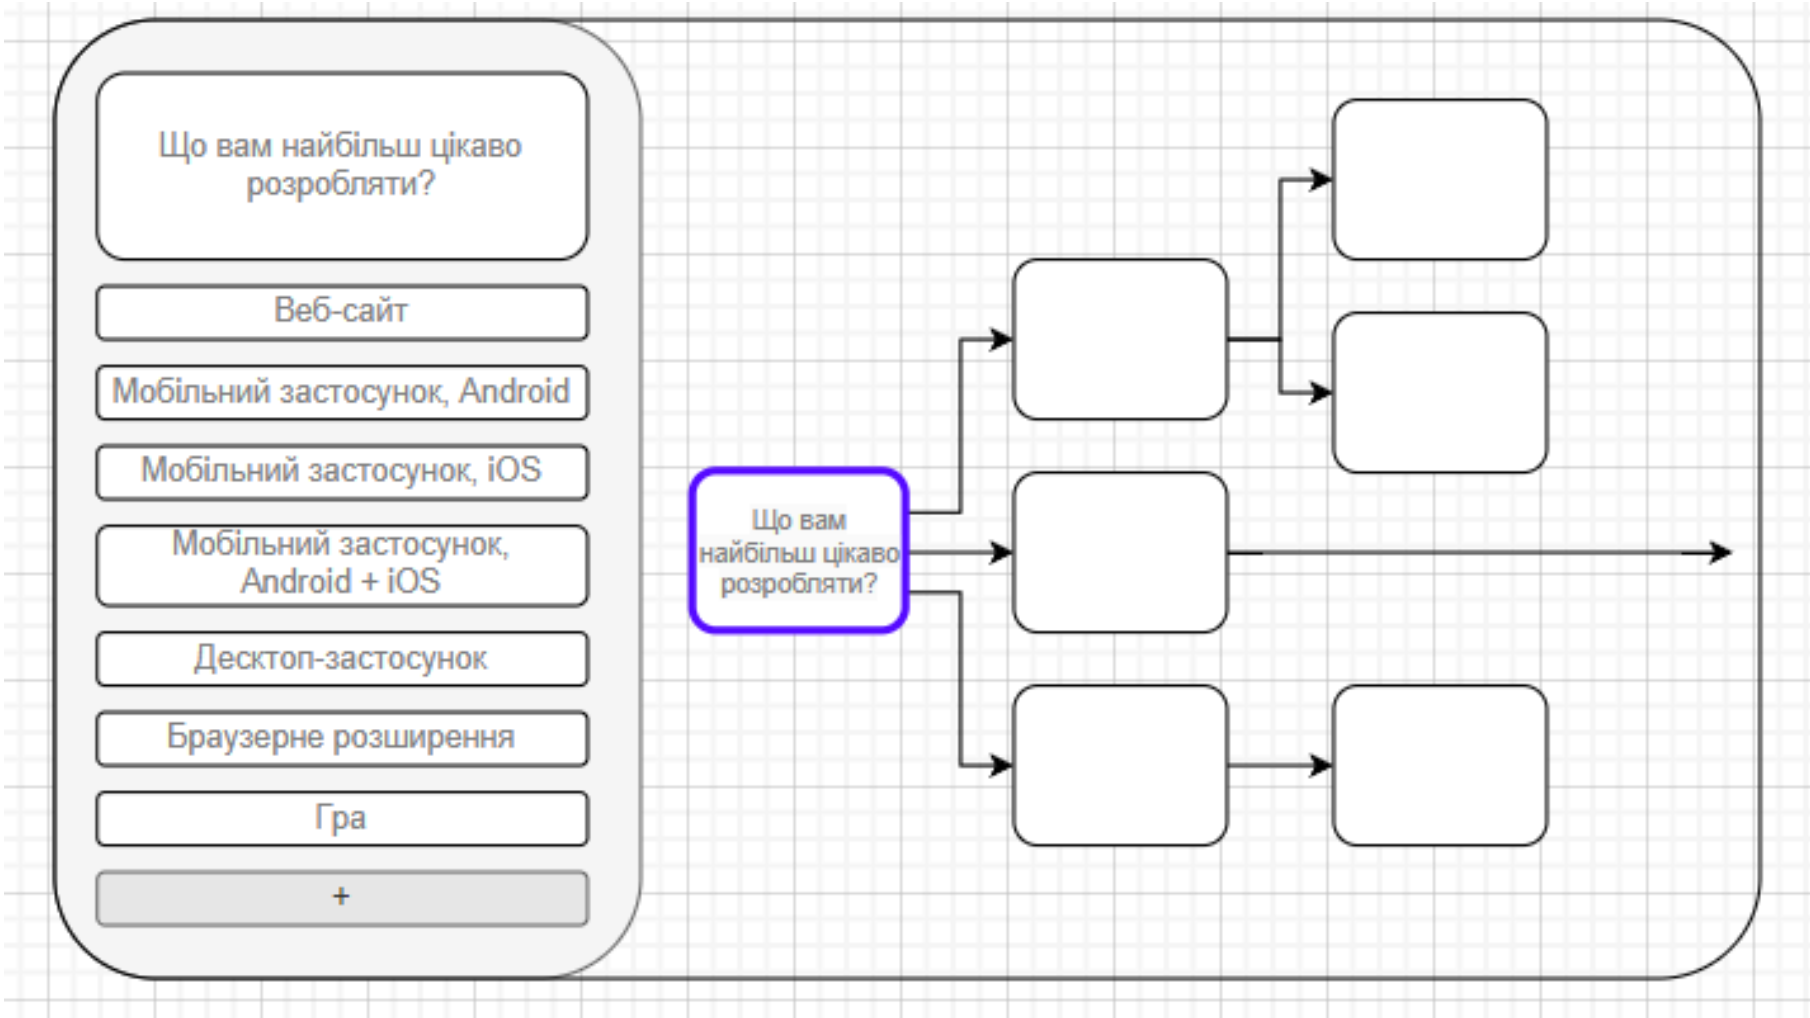 Що вам найбільш цікаво
розробляти?
Веб-сайт
Мобільний застосунок, Android
Мобільний застосунок, iOS
Мобільний застосунок,
Android + iOS
Десктоп-застосунок
Браузерне розширення
Гра
+
Що вам
найбільш цікаво
розробляти?